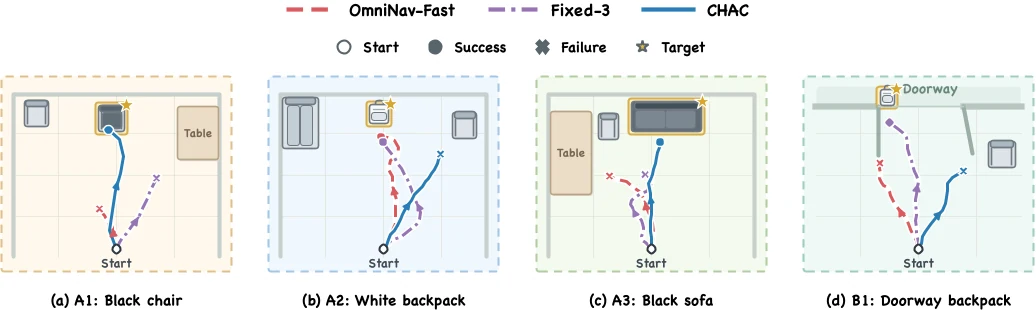 OmniNav-Fast Fixed-3 CHAC
Start Success Failure Target
Table
Start
(a) A1: Black chair
Start
(b) A2: White backpack
Table
Start
(c) A3: Black sofa
Doorway
Start
(d) B1: Doorway backpack